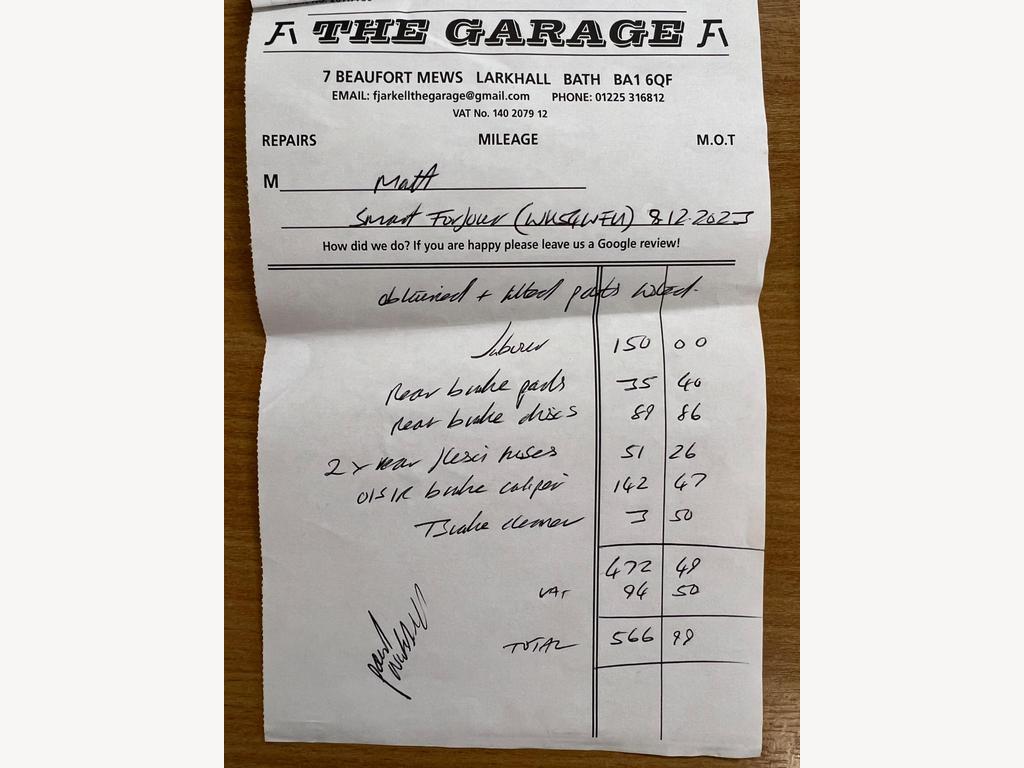 THE GARAGE
7 BEAUFORT MEWS LARKHALL BATH BA1 6QF
EMAIL: fjarkellthegarage@gmail.com PHONE: 01225 316812
VAT No. 140 2079 12
REPAIRS MILEAGE M.O.T
M Matt
Smart Forfour 8.12.2023
How did we do? If you are happy please leave us a Google review!
obtained + fitted parts listed.
Labour 150 00
rear brake pads 35 40
rear brake discs 89 86
2 x rear flexi hoses 51 26
O/S/R brake caliper 142 47
Brake cleaner 3 50
472 49
VAT 94 50
TOTAL 566 99
paid